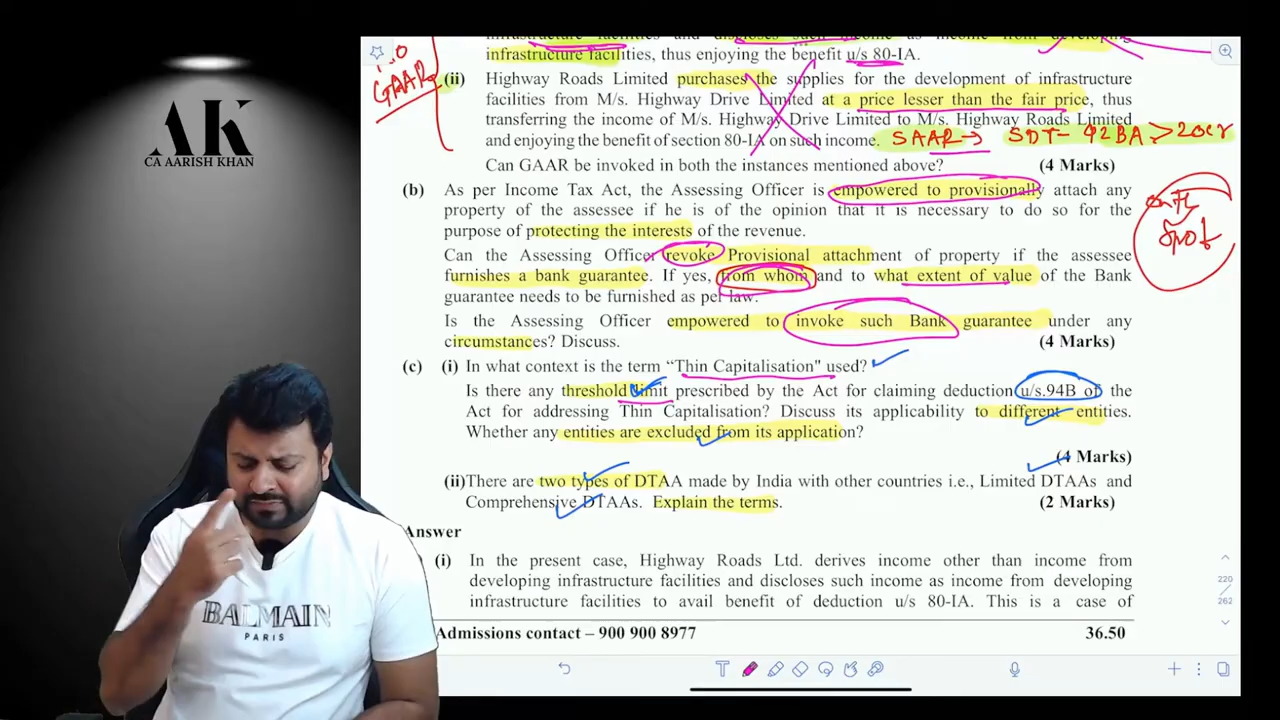 AK
CA AARISH KHAN
BALMAIN
PARIS
NO
GAAR
infrastructure facilities and discloses such income as income from developing
infrastructure facilities, thus enjoying the benefit u/s 80-IA.
(ii) Highway Roads Limited purchases the supplies for the development of infrastructure
facilities from M/s. Highway Drive Limited at a price lesser than the fair price, thus
transferring the income of M/s. Highway Drive Limited to M/s. Highway Roads Limited
and enjoying the benefit of section 80-IA on such income. SAAR → SDT- 92BA > 20cr
Can GAAR be invoked in both the instances mentioned above? (4 Marks)
(b) As per Income Tax Act, the Assessing Officer is empowered to provisionally attach any
property of the assessee if he is of the opinion that it is necessary to do so for the
purpose of protecting the interests of the revenue.
Can the Assessing Officer revoke Provisional attachment of property if the assessee
furnishes a bank guarantee. If yes, from whom and to what extent of value of the Bank
guarantee needs to be furnished as per law.
Is the Assessing Officer empowered to invoke such Bank guarantee under any
circumstances? Discuss. (4 Marks)
(c) (i) In what context is the term “Thin Capitalisation" used?
Is there any threshold limit prescribed by the Act for claiming deduction u/s.94B of the
Act for addressing Thin Capitalisation? Discuss its applicability to different entities.
Whether any entities are excluded from its application?
(4 Marks)
(ii)There are two types of DTAA made by India with other countries i.e., Limited DTAAs and
Comprehensive DTAAs. Explain the terms. (2 Marks)
Answer
(i) In the present case, Highway Roads Ltd. derives income other than income from
developing infrastructure facilities and discloses such income as income from developing
infrastructure facilities to avail benefit of deduction u/s 80-IA. This is a case of
Admissions contact – 900 900 8977 36.50
220
262
T